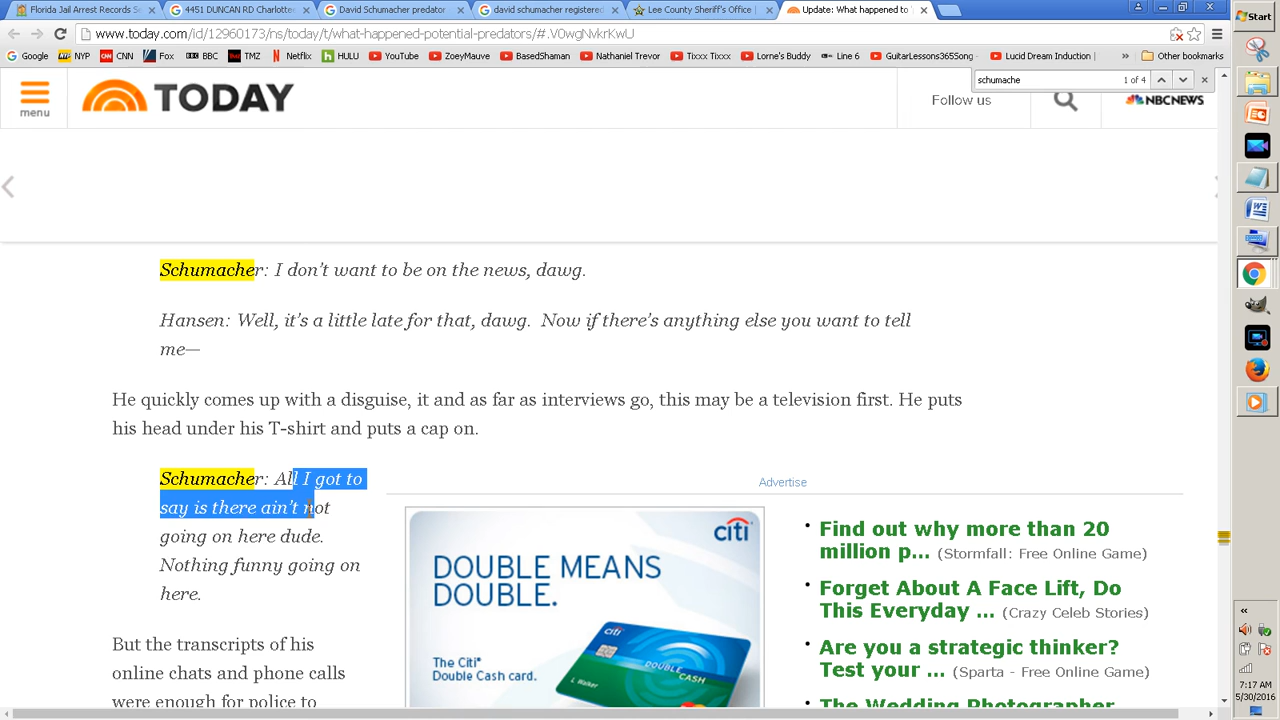 Florida Jail Arrest Records Se
4451 DUNCAN RD Charlotte
David Schumacher predator
david schumacher registered
Lee County Sheriff's Office |
Update: What happened to 'p
Start
www.today.com/id/12960173/ns/today/t/what-happened-potential-predators/#.V0wgNvkrKwU
Google NYP CNN Fox BBC TMZ Netflix HULU YouTube ZoeyMauve BasedShaman Nathaniel Trevor Tixxx Tixxx Lorne's Buddy Line 6 GuitarLessons365Song Lucid Dream Induction | » Other bookmarks
schumache 1 of 4
menu
TODAY
Follow us
NBCNEWS
Schumacher: I don't want to be on the news, dawg.
Hansen: Well, it's a little late for that, dawg.  Now if there's anything else you want to tell
me—
He quickly comes up with a disguise, it and as far as interviews go, this may be a television first. He puts
his head under his T-shirt and puts a cap on.
Schumacher: All I got to
say is there ain't not
going on here dude.
Nothing funny going on
here.
But the transcripts of his
online chats and phone calls
were enough for police to
Advertise
citi
DOUBLE MEANS
DOUBLE.
The Citi®
Double Cash card.
citi
DOUBLE CASH
L. Walker
Find out why more than 20
million p... (Stormfall: Free Online Game)
Forget About A Face Lift, Do
This Everyday ... (Crazy Celeb Stories)
Are you a strategic thinker?
Test your ... (Sparta - Free Online Game)
The Wedding Photographer
«
7:17 AM
5/30/2016